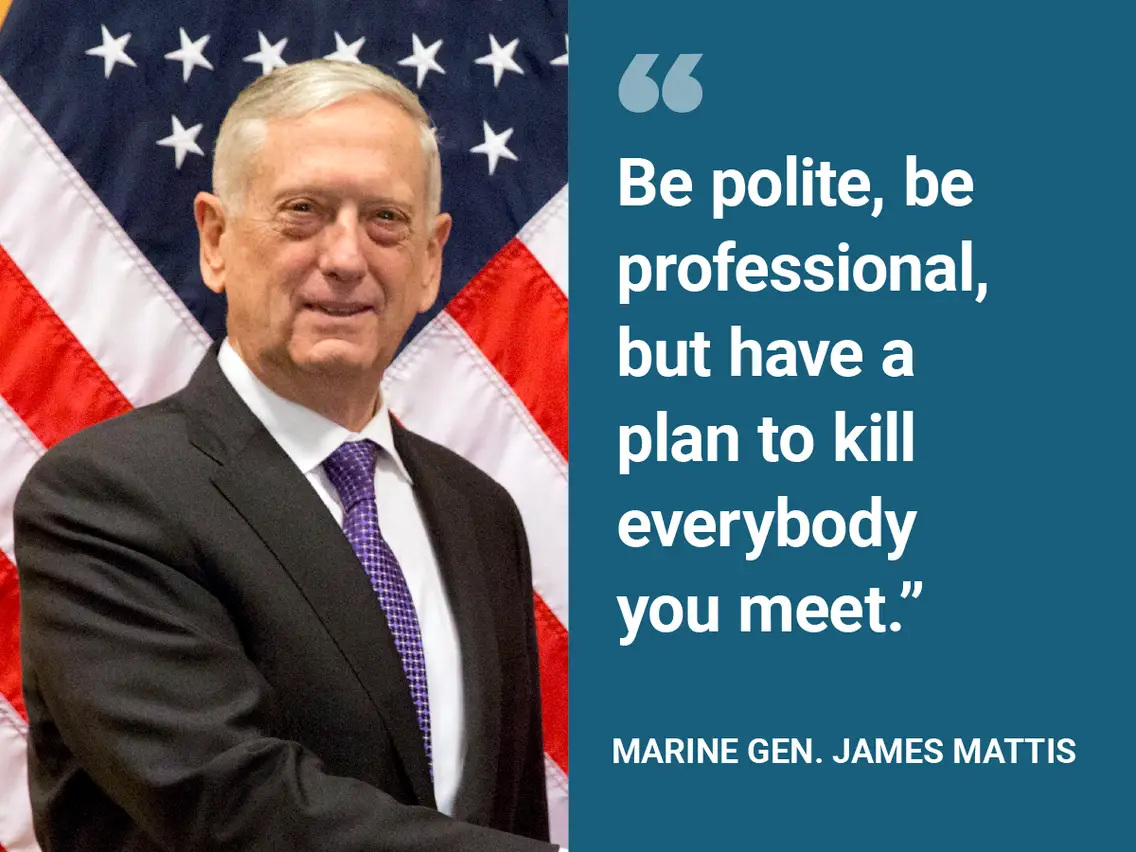 “
Be polite, be
professional,
but have a
plan to kill
everybody
you meet.”
MARINE GEN. JAMES MATTIS